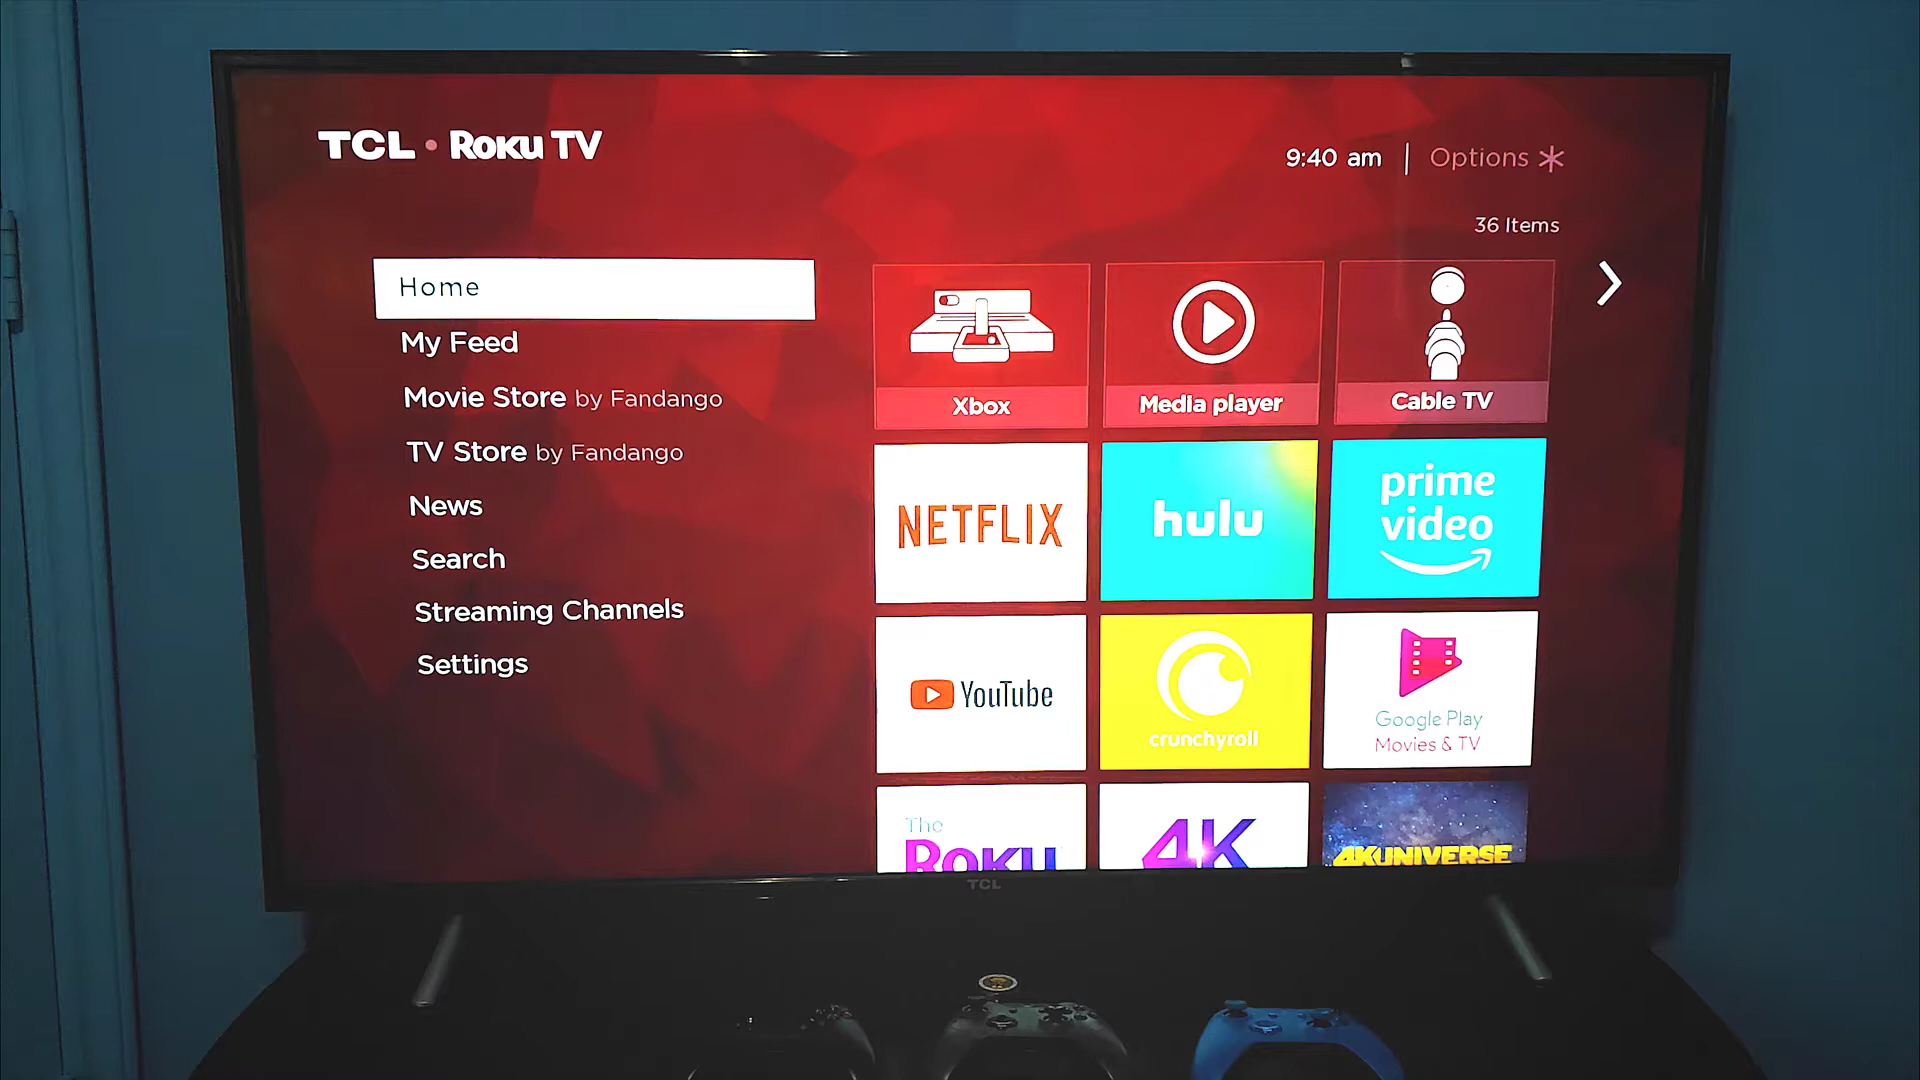 TCL • Roku TV
9:40 am | Options
36 Items
Home
My Feed
Movie Store by Fandango
TV Store by Fandango
News
Search
Streaming Channels
Settings
Xbox
Media player
Cable TV
NETFLIX
hulu
prime
video
YouTube
crunchyroll
Google Play
Movies & TV
The
Roku
4K
4KUNIVERSE
TCL